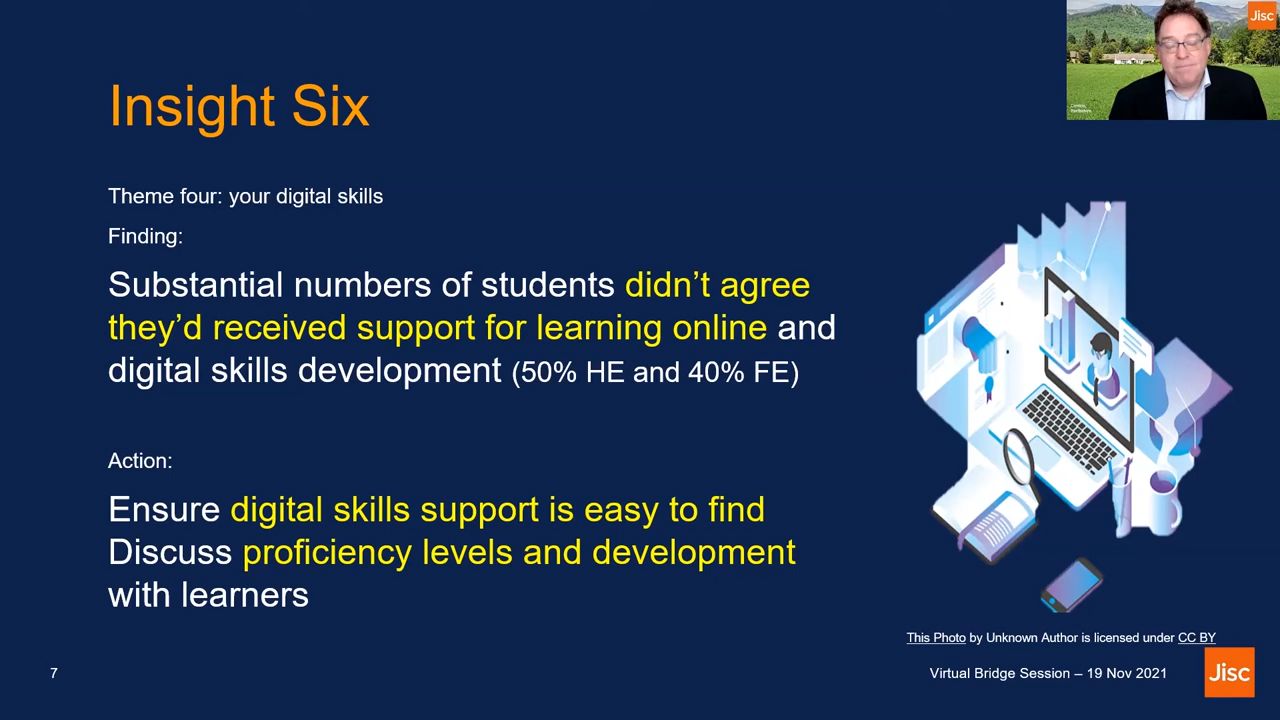 Jisc
Insight Six
Theme four: your digital skills
Finding:
Substantial numbers of students didn't agree
they'd received support for learning online and
digital skills development (50% HE and 40% FE)
Action:
Ensure digital skills support is easy to find
Discuss proficiency levels and development
with learners
This Photo by Unknown Author is licensed under CC BY
7
Virtual Bridge Session – 19 Nov 2021
Jisc